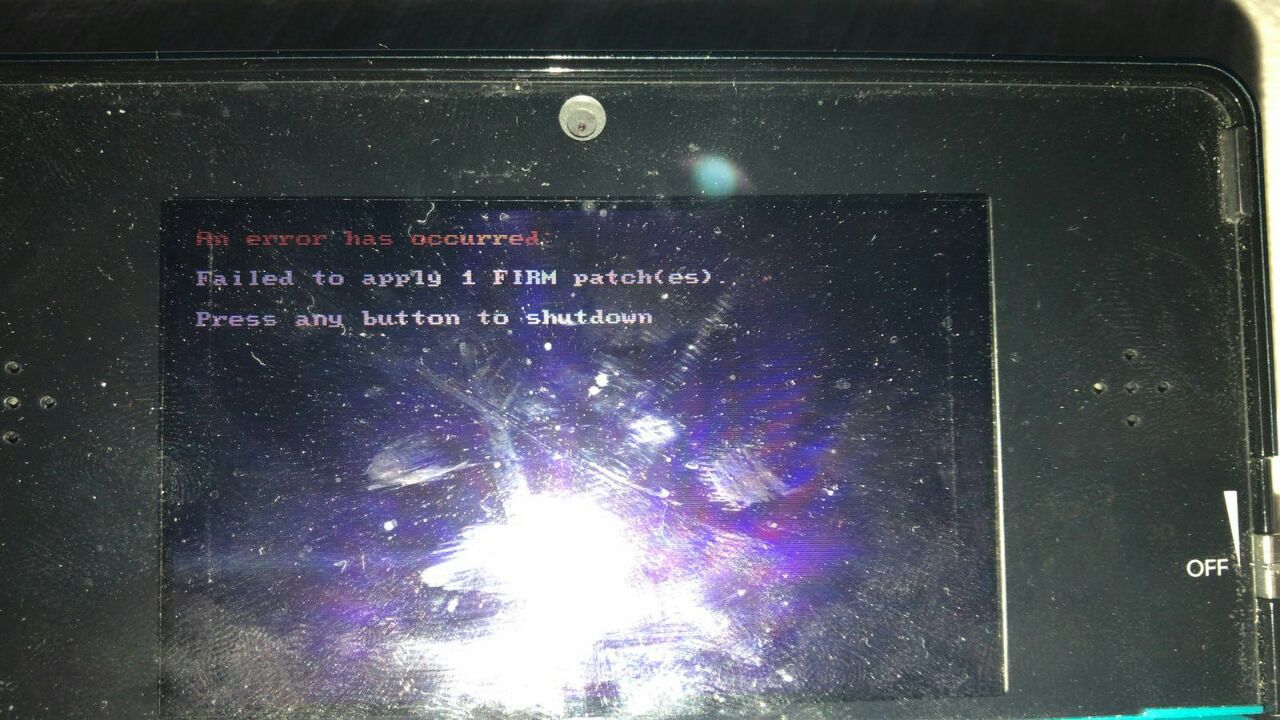 An error has occurred:
Failed to apply 1 FIRM patch(es).
Press any button to shutdown
OFF